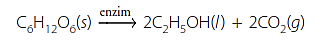 C₆H₁₂O₆(s) —enzim→ 2C₂H₅OH(l) + 2CO₂(g)